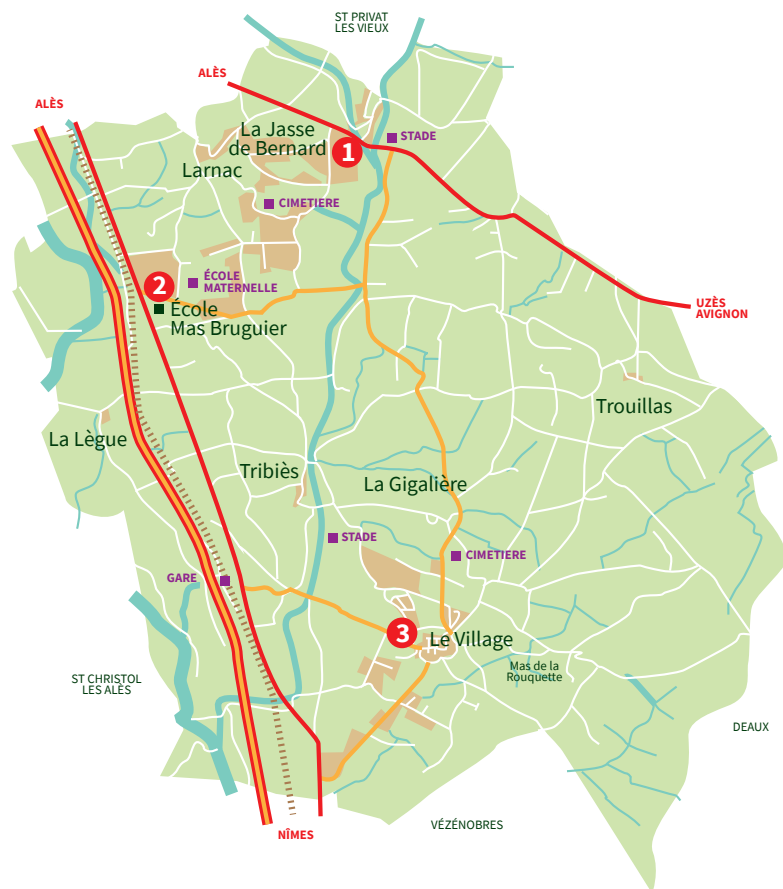 ST PRIVAT
LES VIEUX
ALÈS
ALÈS
La Jasse
de Bernard
1
STADE
Larnac
CIMETIERE
2
ÉCOLE
MATERNELLE
École
Mas Bruguier
UZÈS
AVIGNON
Trouillas
La Lègue
Tribiès
La Gigalière
STADE
CIMETIERE
GARE
3
Le Village
Mas de la
Rouquette
ST CHRISTOL
LES ALÈS
DEAUX
VÉZÉNOBRES
NÎMES